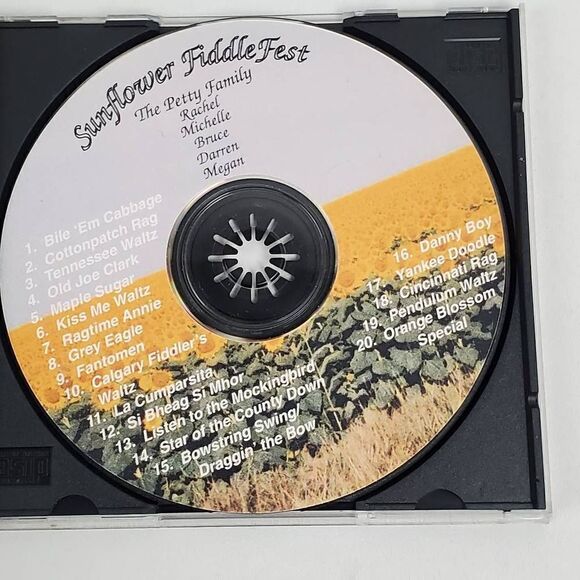 Sunflower FiddleFest
The Petty Family
Rachel
Michelle
Bruce
Darren
Megan
1. Bile 'Em Cabbage
2. Cottonpatch Rag
3. Tennessee Waltz
4. Old Joe Clark
5. Maple Sugar
6. Kiss Me Waltz
7. Ragtime Annie
8. Grey Eagle
9. Fantomen
10. Calgary Fiddler's
Waltz
11. La Cumparsita
12. Si Bheag Si Mhor
13. Listen to the Mockingbird
14. Star of the County Down
15. Bowstring Swing/
Draggin' the Bow
16. Danny Boy
17. Yankee Doodle
18. Cincinnati Rag
19. Pendulum Waltz
20. Orange Blossom
Special